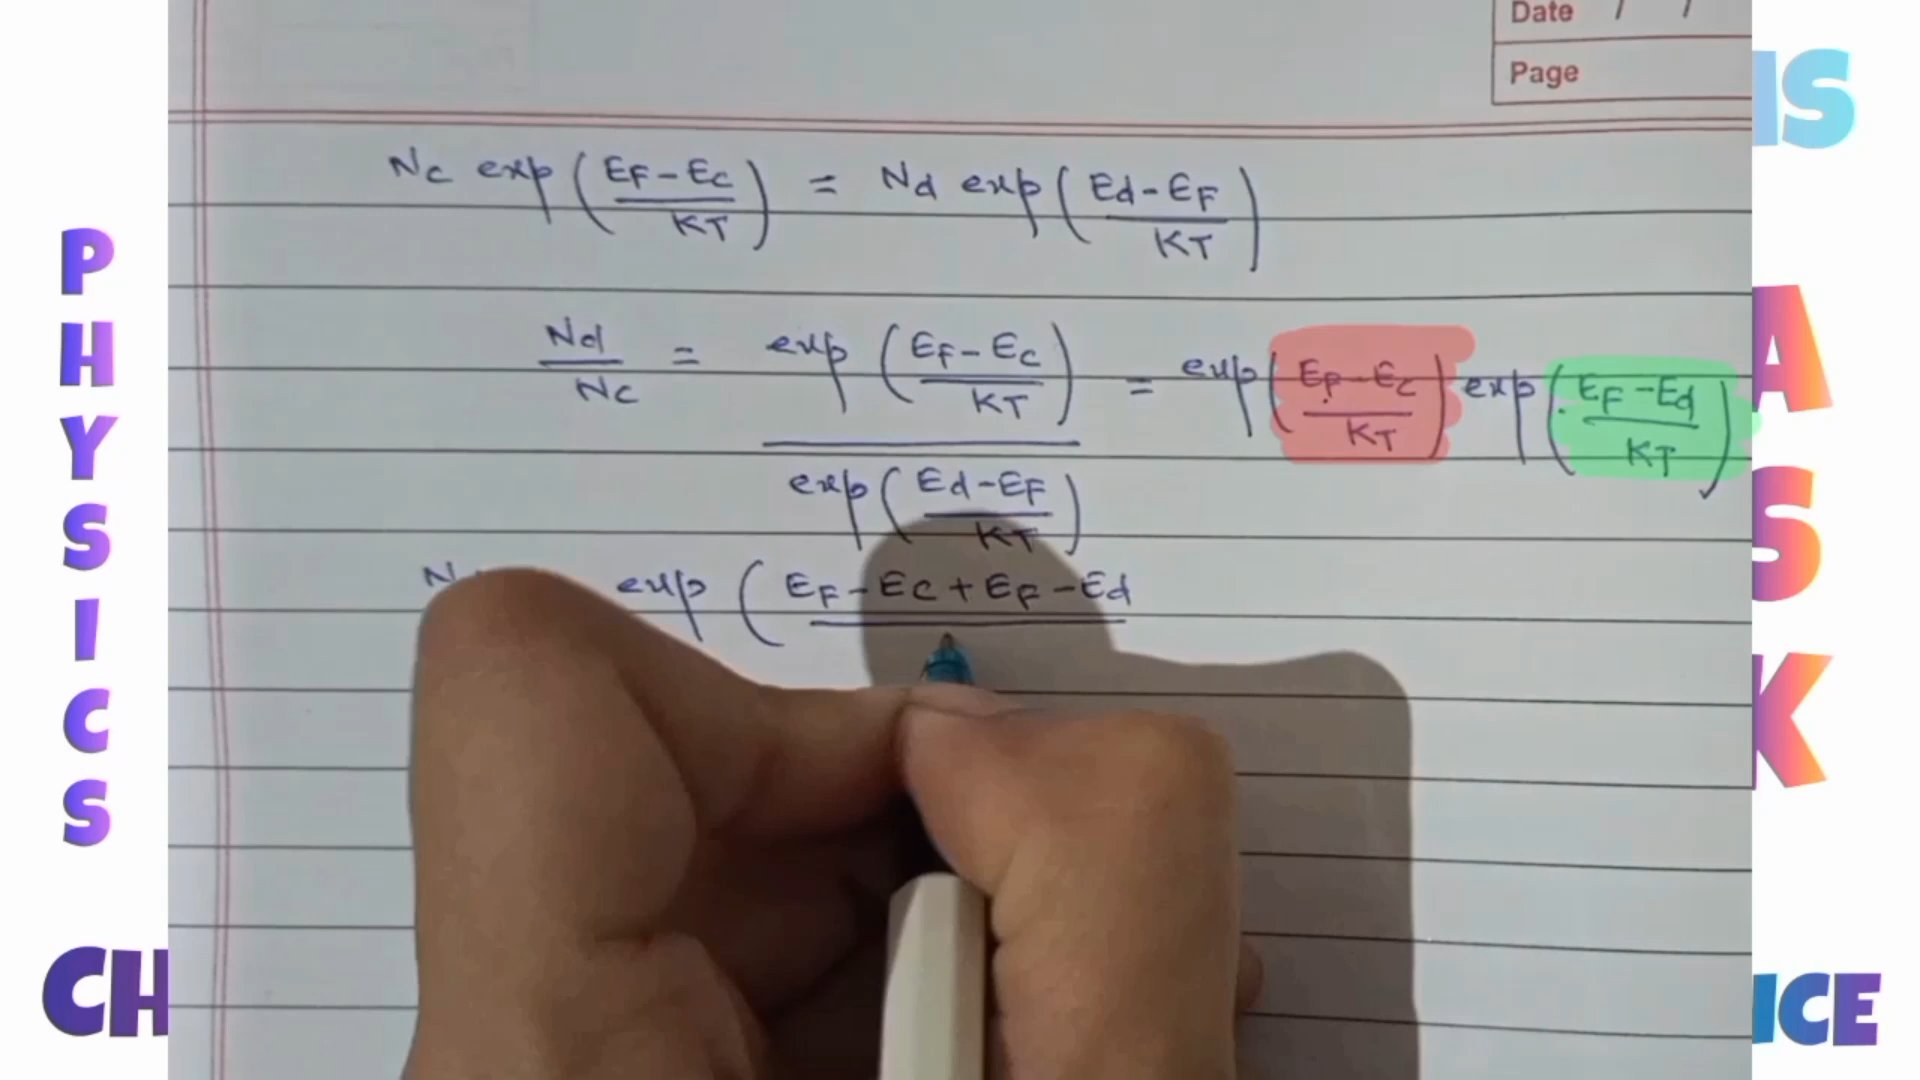 Date / /
Page
Nc exp(EF-Ec/KT) = Nd exp(Ed-EF/KT)
Nd/Nc = exp(EF-Ec/KT)/exp(Ed-EF/KT) = exp(EF-Ec/KT) exp(EF-Ed/KT)
exp(EF-Ec+EF-Ed
PHYSICS
CH
IS
ASK
ICE